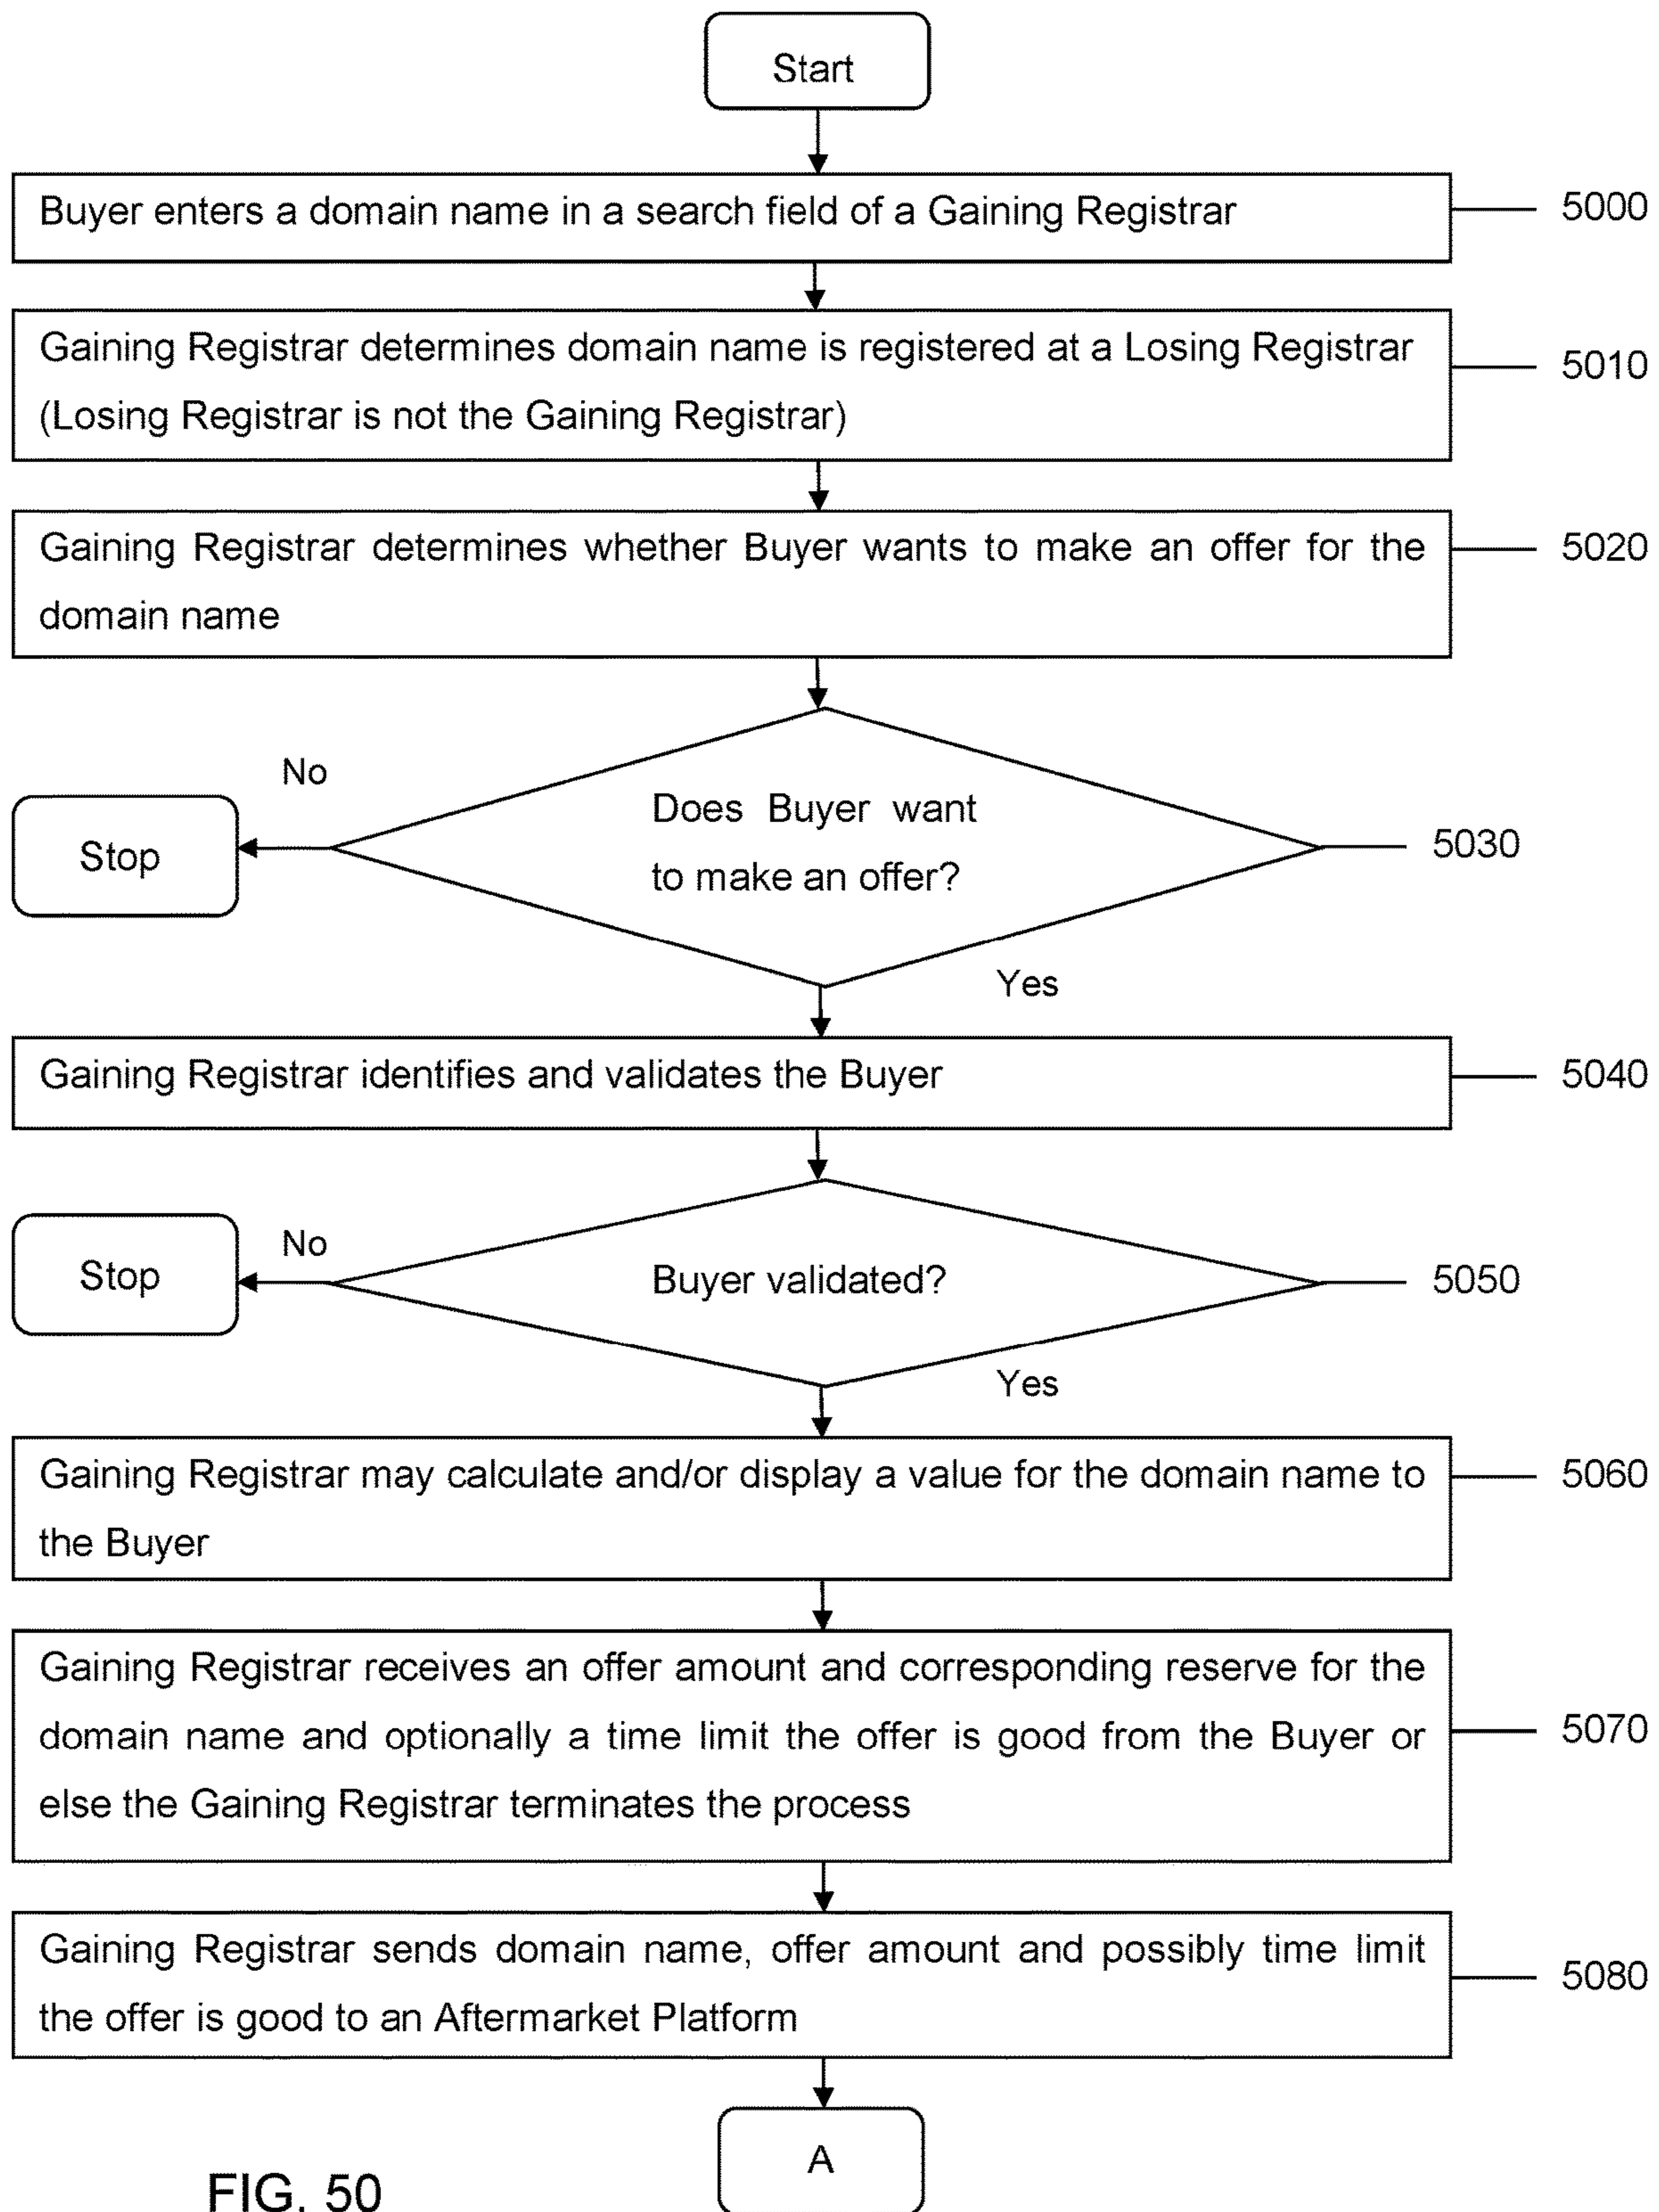 Start
Buyer enters a domain name in a search field of a Gaining Registrar
5000
Gaining Registrar determines domain name is registered at a Losing Registrar
(Losing Registrar is not the Gaining Registrar)
5010
Gaining Registrar determines whether Buyer wants to make an offer for the
domain name
5020
No
Stop
Does Buyer want
to make an offer?
5030
Yes
Gaining Registrar identifies and validates the Buyer
5040
No
Stop
Buyer validated?
5050
Yes
Gaining Registrar may calculate and/or display a value for the domain name to
the Buyer
5060
Gaining Registrar receives an offer amount and corresponding reserve for the
domain name and optionally a time limit the offer is good from the Buyer or
else the Gaining Registrar terminates the process
5070
Gaining Registrar sends domain name, offer amount and possibly time limit
the offer is good to an Aftermarket Platform
5080
A
FIG. 50